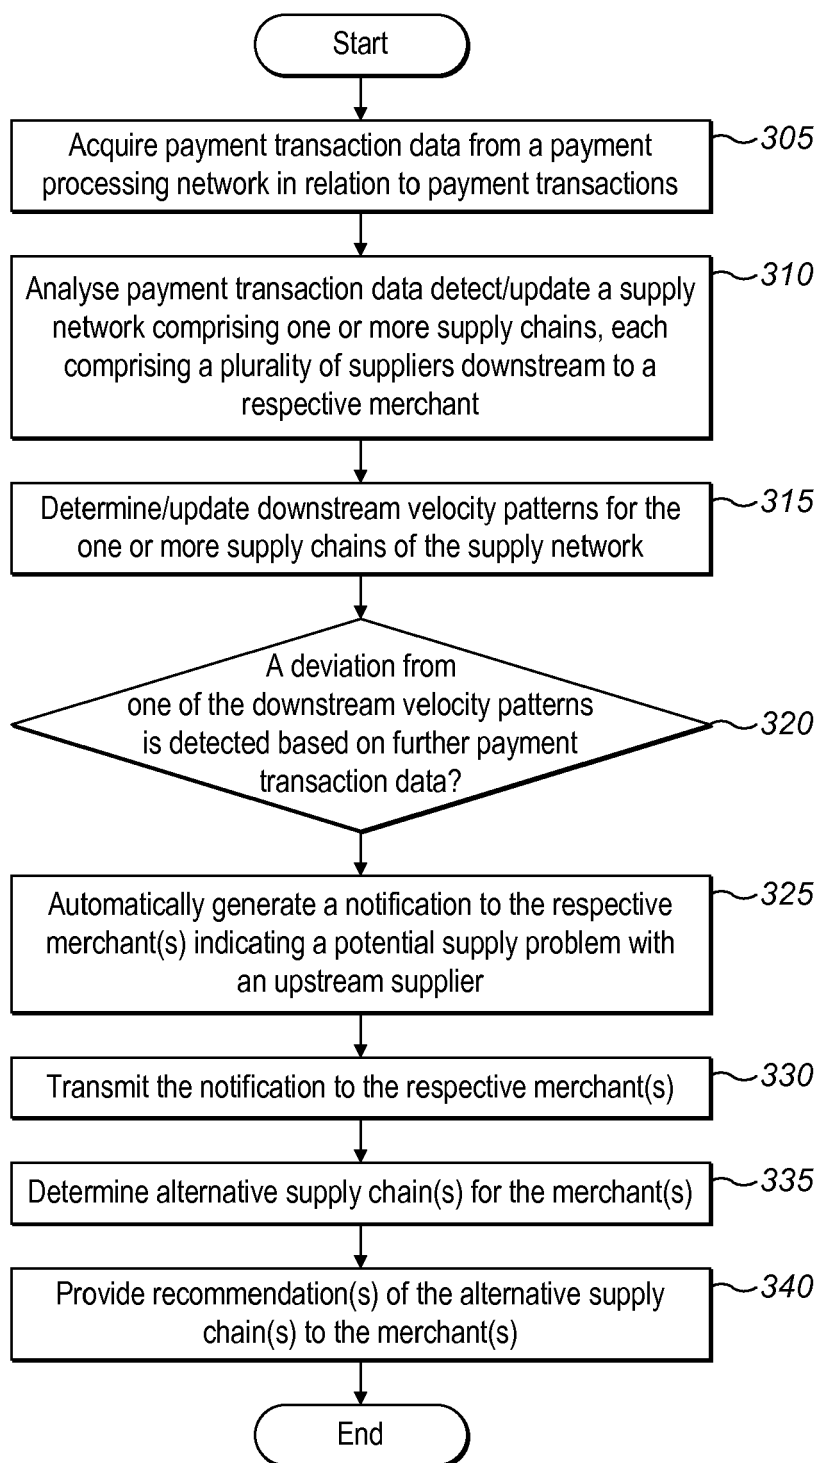 Start
Acquire payment transaction data from a payment
processing network in relation to payment transactions
305
Analyse payment transaction data detect/update a supply
network comprising one or more supply chains, each
comprising a plurality of suppliers downstream to a
respective merchant
310
Determine/update downstream velocity patterns for the
one or more supply chains of the supply network
315
A deviation from
one of the downstream velocity patterns
is detected based on further payment
transaction data?
320
Automatically generate a notification to the respective
merchant(s) indicating a potential supply problem with
an upstream supplier
325
Transmit the notification to the respective merchant(s)
330
Determine alternative supply chain(s) for the merchant(s)
335
Provide recommendation(s) of the alternative supply
chain(s) to the merchant(s)
340
End